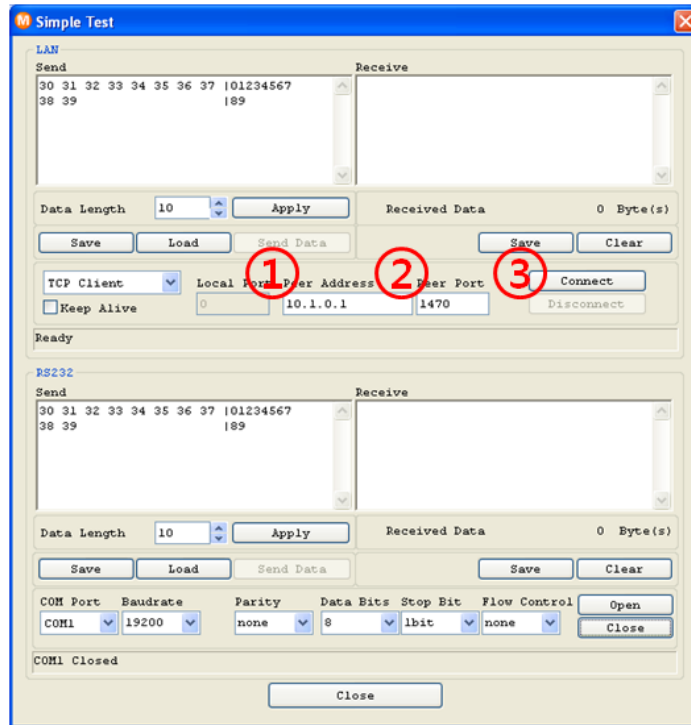 Simple Test
LAN
Send Receive
30 31 32 33 34 35 36 37 |01234567
38 39 |89
Data Length 10 Apply Received Data 0 Byte(s)
Save Load Send Data Save Clear
① ② ③
TCP Client Local Port Peer Address Peer Port Connect
Keep Alive 0 10.1.0.1 1470 Disconnect
Ready
RS232
Send Receive
30 31 32 33 34 35 36 37 |01234567
38 39 |89
Data Length 10 Apply Received Data 0 Byte(s)
Save Load Send Data Save Clear
COM Port Baudrate Parity Data Bits Stop Bit Flow Control Open
COM1 19200 none 8 1bit none Close
COM1 Closed
Close